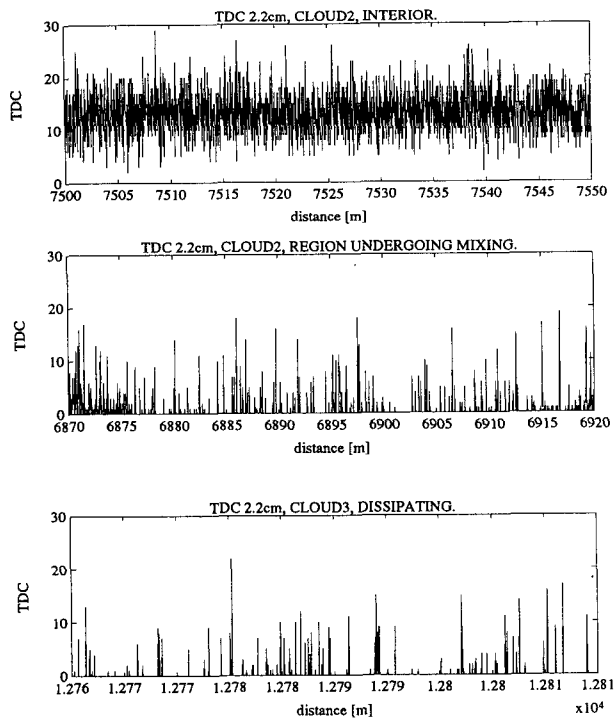 TDC 2.2cm, CLOUD2, INTERIOR.
30
20
10
0
TDC
7500 7505 7510 7515 7520 7525 7530 7535 7540 7545 7550
distance [m]
TDC 2.2cm, CLOUD2, REGION UNDERGOING MIXING.
30
20
10
0
TDC
6870 6875 6880 6885 6890 6895 6900 6905 6910 6915 6920
distance [m]
TDC 2.2cm, CLOUD3, DISSIPATING.
30
20
10
0
TDC
1.276 1.277 1.277 1.278 1.278 1.279 1.279 1.28 1.28 1.281 1.281
distance [m]
x10⁴